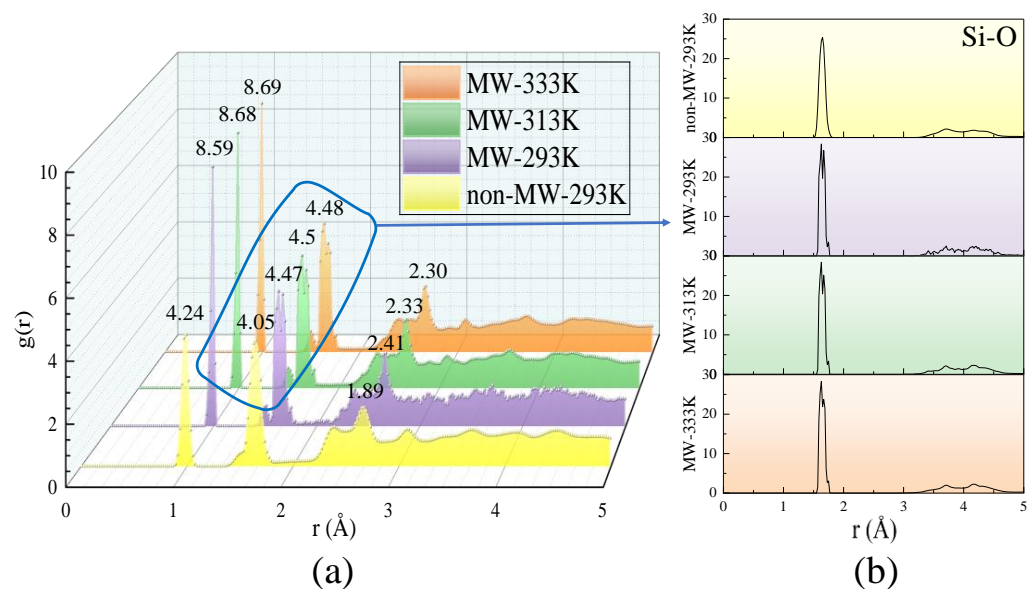 MW-333K
MW-313K
MW-293K
non-MW-293K
8.69
8.68
8.59
4.48
4.5
4.47
4.24
4.05
2.30
2.33
2.41
1.89
10
8
6
4
2
0
g(r)
0 1 2 3 4 5
r (Å)
(a)
Si-O
30
20
10
non-MW-293K
30
20
10
MW-293K
30
20
10
MW-313K
30
20
10
0
MW-333K
0 1 2 3 4 5
r (Å)
(b)